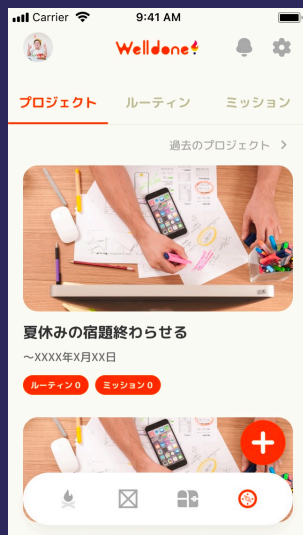 Carrier 9:41 AM
Welldone!
プロジェクト ルーティン ミッション
過去のプロジェクト
夏休みの宿題終わらせる
〜XXXX年X月XX日
ルーティン 0 ミッション 0